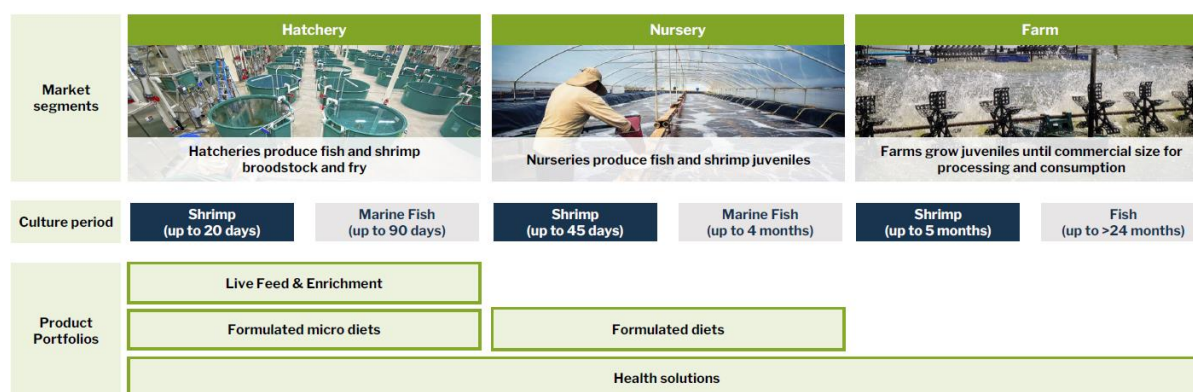 Hatchery
Nursery
Farm
Market
segments
Hatcheries produce fish and shrimp
broodstock and fry
Nurseries produce fish and shrimp juveniles
Farms grow juveniles until commercial size for
processing and consumption
Culture period
Shrimp
(up to 20 days)
Marine Fish
(up to 90 days)
Shrimp
(up to 45 days)
Marine Fish
(up to 4 months)
Shrimp
(up to 5 months)
Fish
(up to >24 months)
Product
Portfolios
Live Feed & Enrichment
Formulated micro diets
Formulated diets
Health solutions